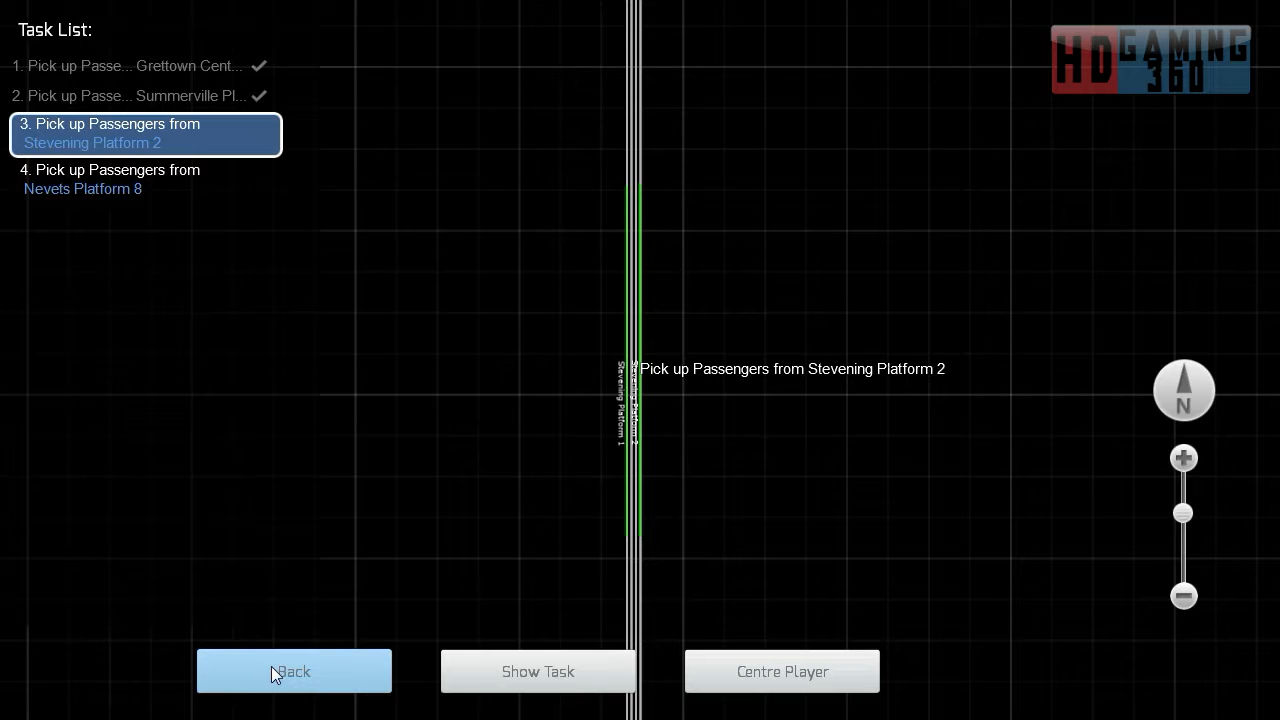 Task List:
1. Pick up Passe... Grettown Cent...
2. Pick up Passe... Summerville Pl...
3. Pick up Passengers from
Stevening Platform 2
4. Pick up Passengers from
Nevets Platform 8
HD GAMING
360
Pick up Passengers from Stevening Platform 2
Stevening Platform 1
Stevening Platform 2
N
Back
Show Task
Centre Player